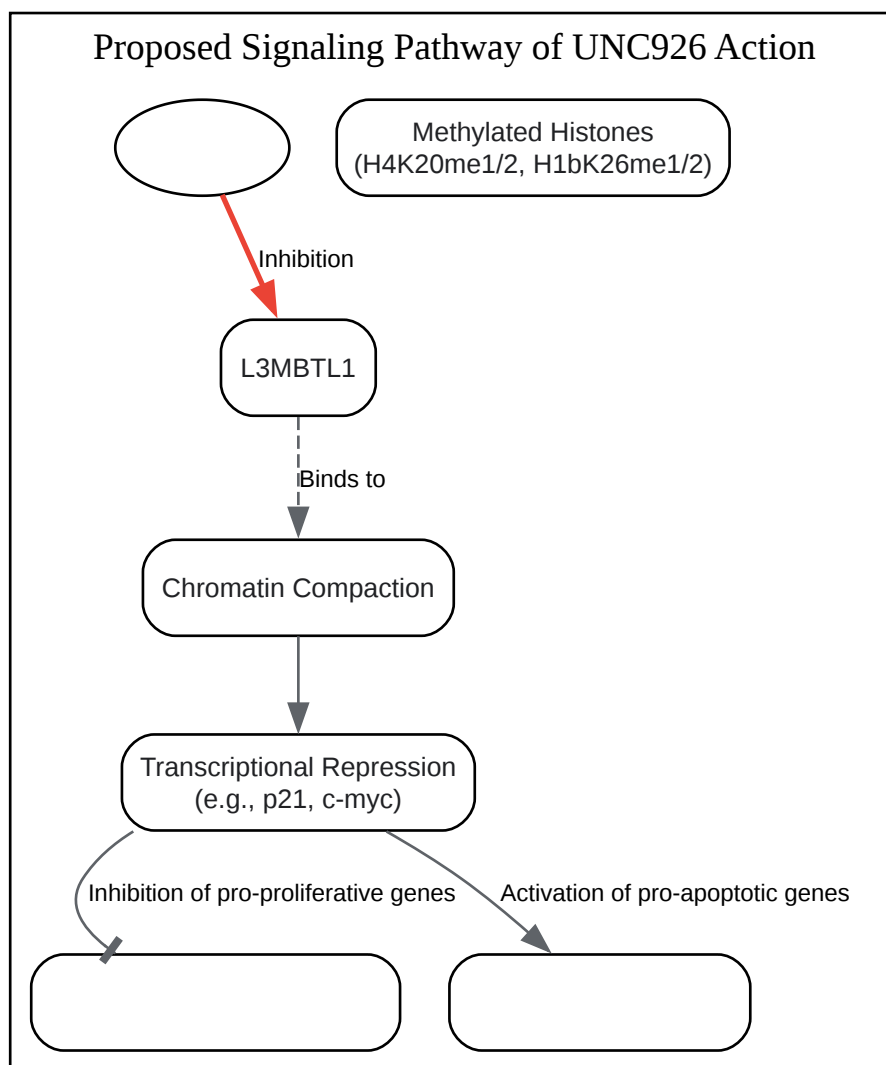 Proposed Signaling Pathway of UNC926 Action
Methylated Histones
(H4K20me1/2, H1bK26me1/2)
Inhibition
L3MBTL1
Binds to
Chromatin Compaction
Transcriptional Repression
(e.g., p21, c-myc)
Inhibition of pro-proliferative genes
Activation of pro-apoptotic genes